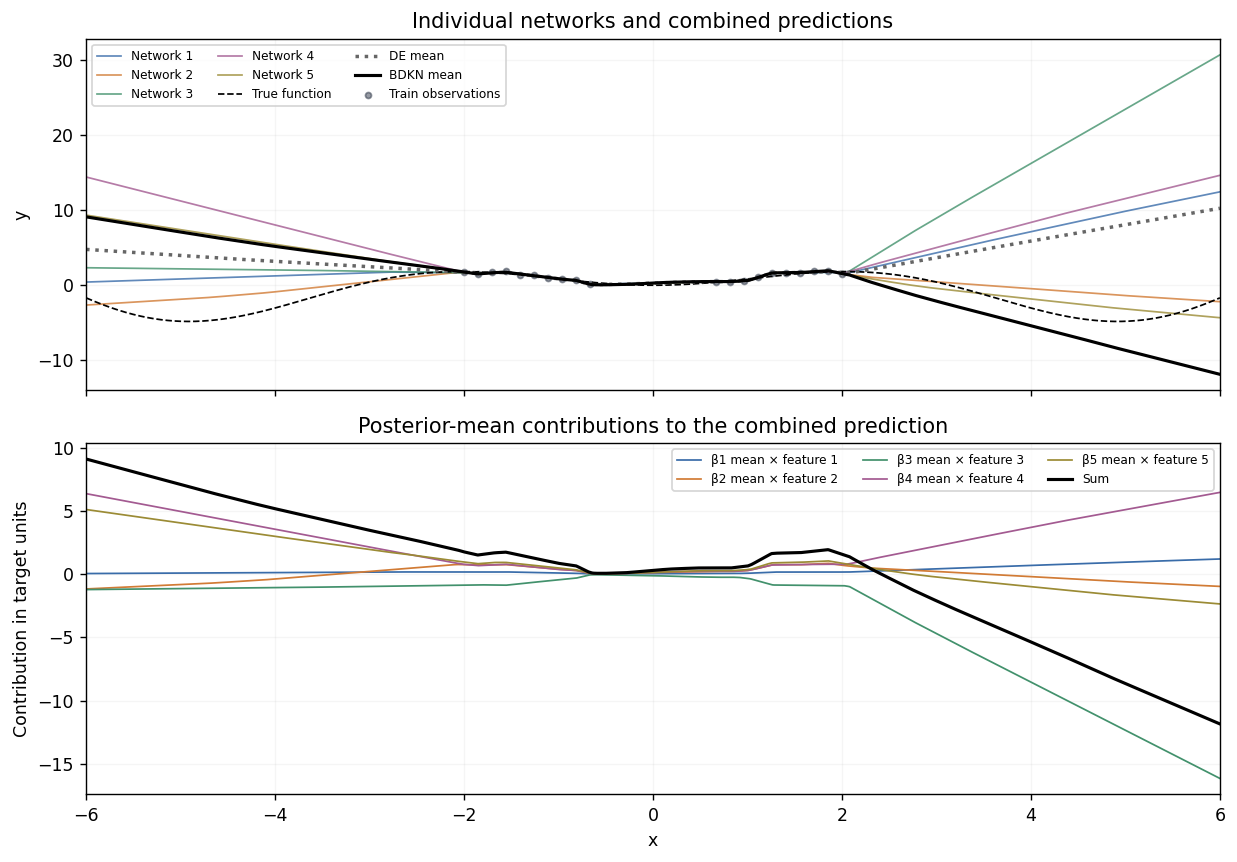 Individual networks and combined predictions
Network 1 Network 4 DE mean
Network 2 Network 5 BDKN mean
Network 3 True function Train observations
30
20
10
0
−10
y
Posterior-mean contributions to the combined prediction
β1 mean × feature 1 β3 mean × feature 3 β5 mean × feature 5
β2 mean × feature 2 β4 mean × feature 4 Sum
10
5
0
−5
−10
−15
Contribution in target units
−6 −4 −2 0 2 4 6
x